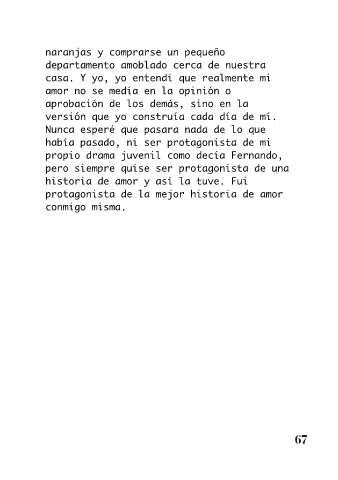 naranjas y comprarse un pequeño
departamento amoblado cerca de nuestra
casa. Y yo, yo entendí que realmente mi
amor no se medía en la opinión o
aprobación de los demás, sino en la
versión que yo construía cada día de mí.
Nunca esperé que pasara nada de lo que
había pasado, ni ser protagonista de mi
propio drama juvenil como decía Fernando,
pero siempre quise ser protagonista de una
historia de amor y así la tuve. Fui
protagonista de la mejor historia de amor
conmigo misma.
67